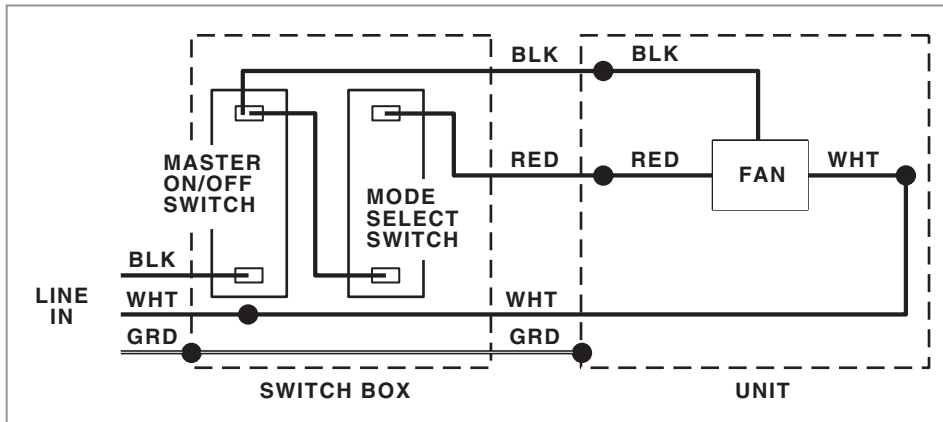 BLK
BLK
MASTER
ON/OFF
SWITCH
MODE
SELECT
SWITCH
RED
RED
FAN
WHT
BLK
LINE
IN
WHT
WHT
GRD
GRD
SWITCH BOX
UNIT